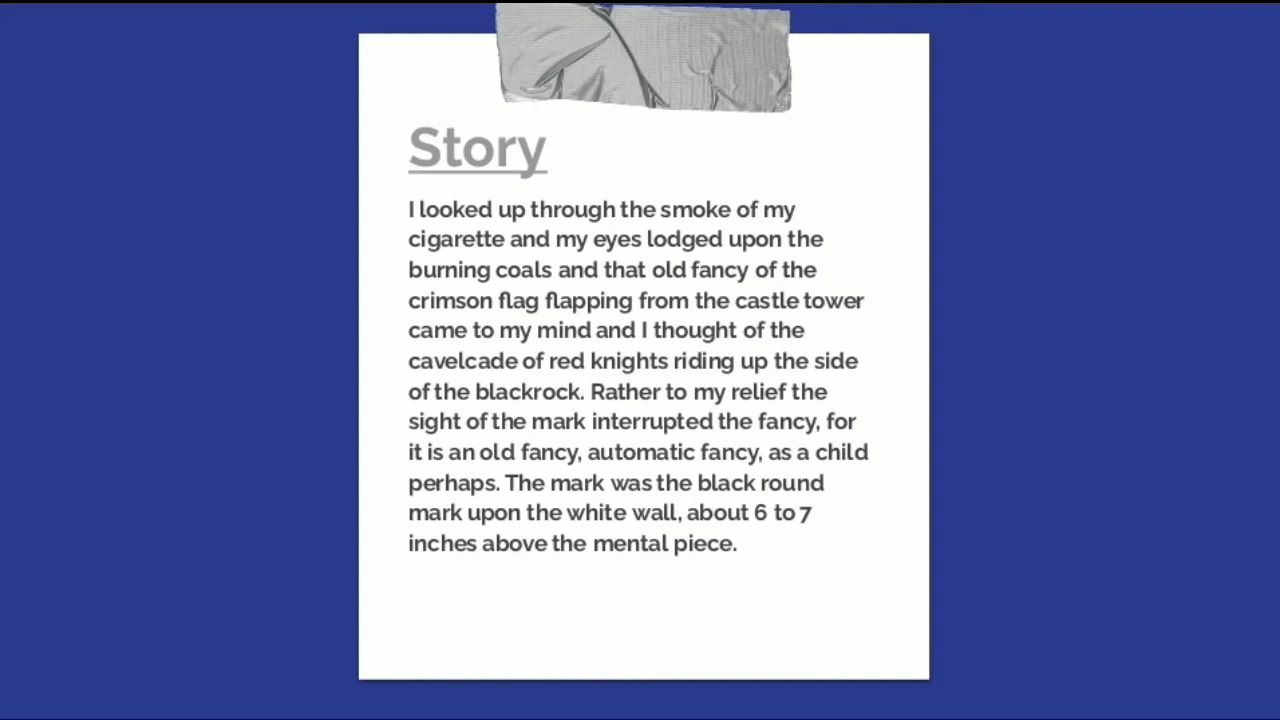 Story
I looked up through the smoke of my
cigarette and my eyes lodged upon the
burning coals and that old fancy of the
crimson flag flapping from the castle tower
came to my mind and I thought of the
cavelcade of red knights riding up the side
of the blackrock. Rather to my relief the
sight of the mark interrupted the fancy, for
it is an old fancy, automatic fancy, as a child
perhaps. The mark was the black round
mark upon the white wall, about 6 to 7
inches above the mental piece.